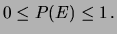 0 ≤ P(E) ≤ 1 .